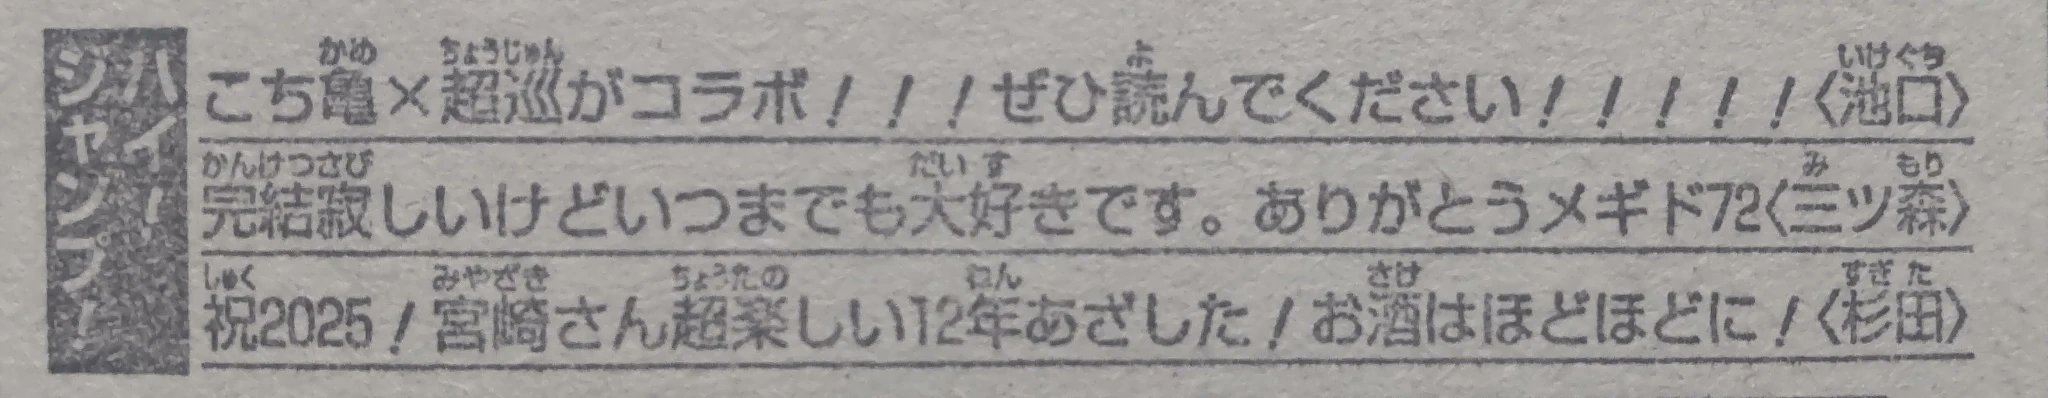 ハイ！
ジャンプ！
こち亀×超巡がコラボ！！！ぜひ読んでください！！！！！〈池口〉
完結寂しいけどいつまでも大好きです。ありがとうメギド72〈三ツ森〉
祝2025！宮崎さん超楽しい12年あざした！お酒はほどほどに！〈杉田〉